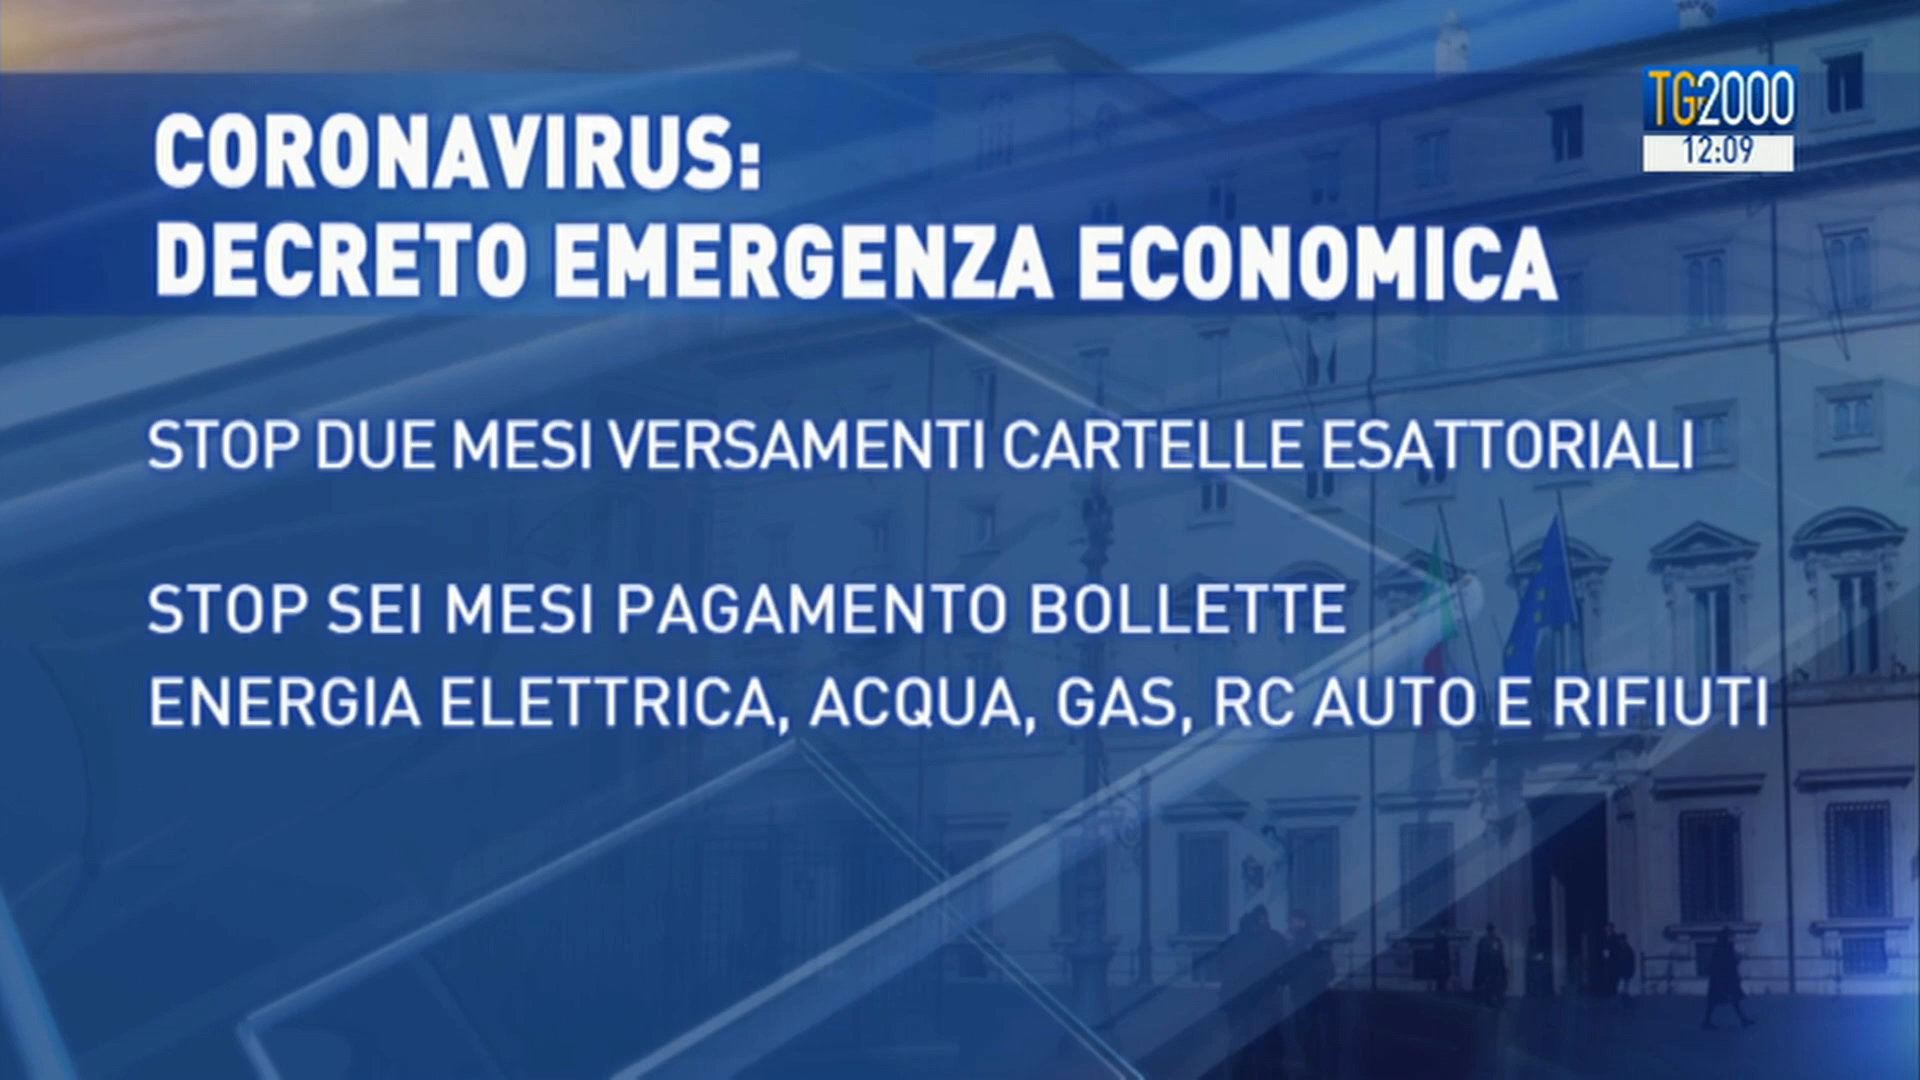 TG2000
12:09
CORONAVIRUS:
DECRETO EMERGENZA ECONOMICA
STOP DUE MESI VERSAMENTI CARTELLE ESATTORIALI
STOP SEI MESI PAGAMENTO BOLLETTE
ENERGIA ELETTRICA, ACQUA, GAS, RC AUTO E RIFIUTI